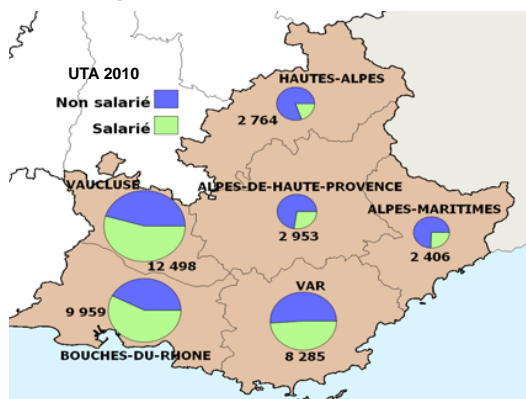 UTA 2010
Non salarié
Salarié
HAUTES-ALPES
2 764
VAUCLUSE
12 498
ALPES-DE-HAUTE-PROVENCE
2 953
ALPES-MARITIMES
2 406
9 959
BOUCHES-DU-RHONE
VAR
8 285